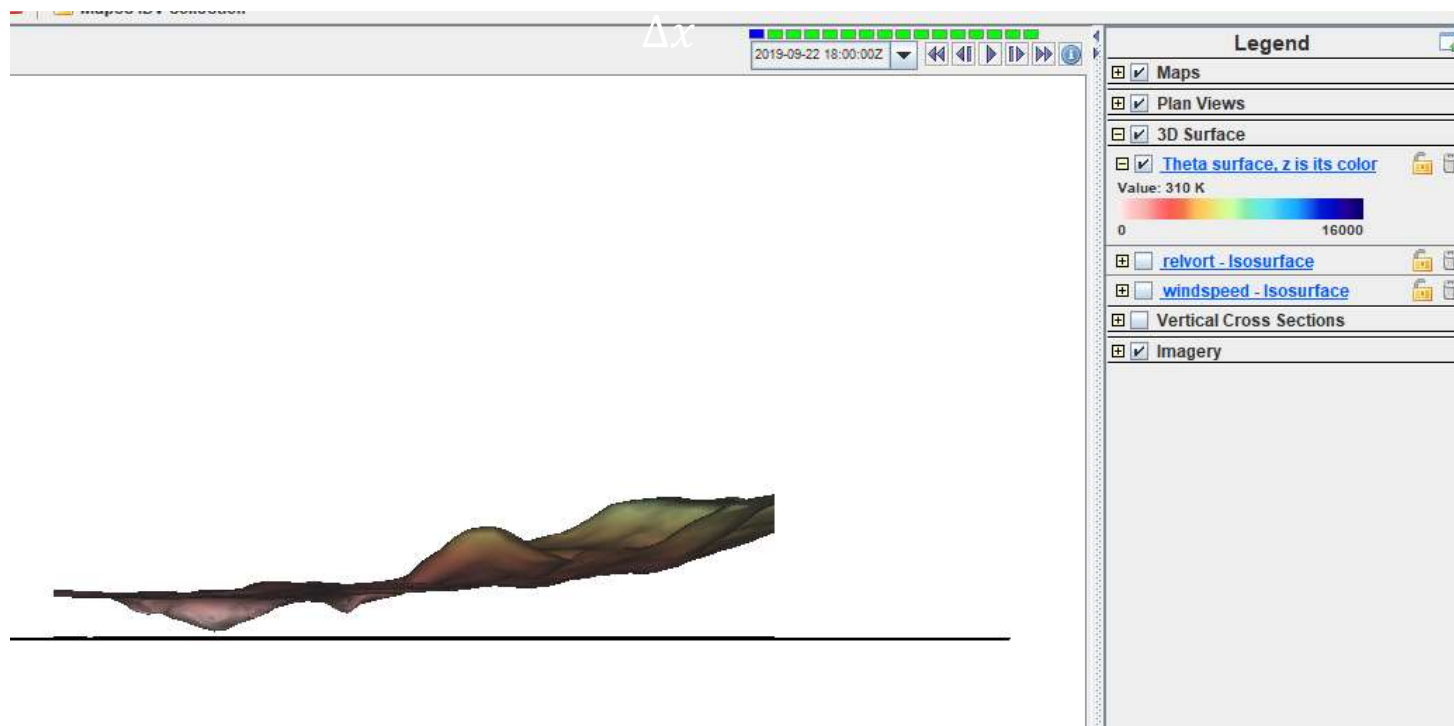 Δx
2019-09-22 18:00:00Z
Legend
Maps
Plan Views
3D Surface
Theta surface, z is its color
Value: 310 K
0 16000
relvort - Isosurface
windspeed - Isosurface
Vertical Cross Sections
Imagery